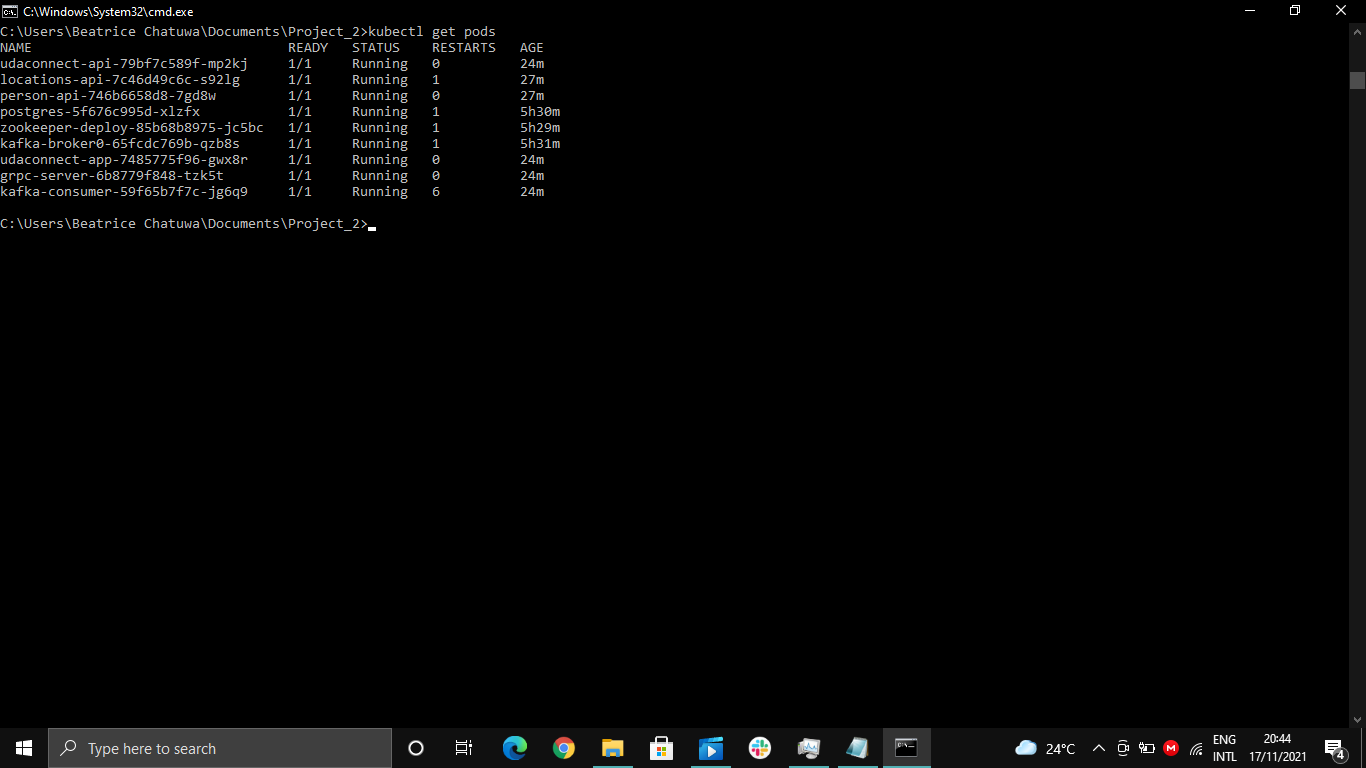 C:\Windows\System32\cmd.exe
C:\Users\Beatrice Chatuwa\Documents\Project_2>kubectl get pods
NAME READY STATUS RESTARTS AGE
udaconnect-api-79bf7c589f-mp2kj 1/1 Running 0 24m
locations-api-7c46d49c6c-s92lg 1/1 Running 1 27m
person-api-746b6658d8-7gd8w 1/1 Running 0 27m
postgres-5f676c995d-xlzfx 1/1 Running 1 5h30m
zookeeper-deploy-85b68b8975-jc5bc 1/1 Running 1 5h29m
kafka-broker0-65fcdc769b-qzb8s 1/1 Running 1 5h31m
udaconnect-app-7485775f96-gwx8r 1/1 Running 0 24m
grpc-server-6b8779f848-tzk5t 1/1 Running 0 24m
kafka-consumer-59f65b7f7c-jg6q9 1/1 Running 6 24m
C:\Users\Beatrice Chatuwa\Documents\Project_2>
Type here to search
24°C
ENG
INTL
20:44
17/11/2021
4